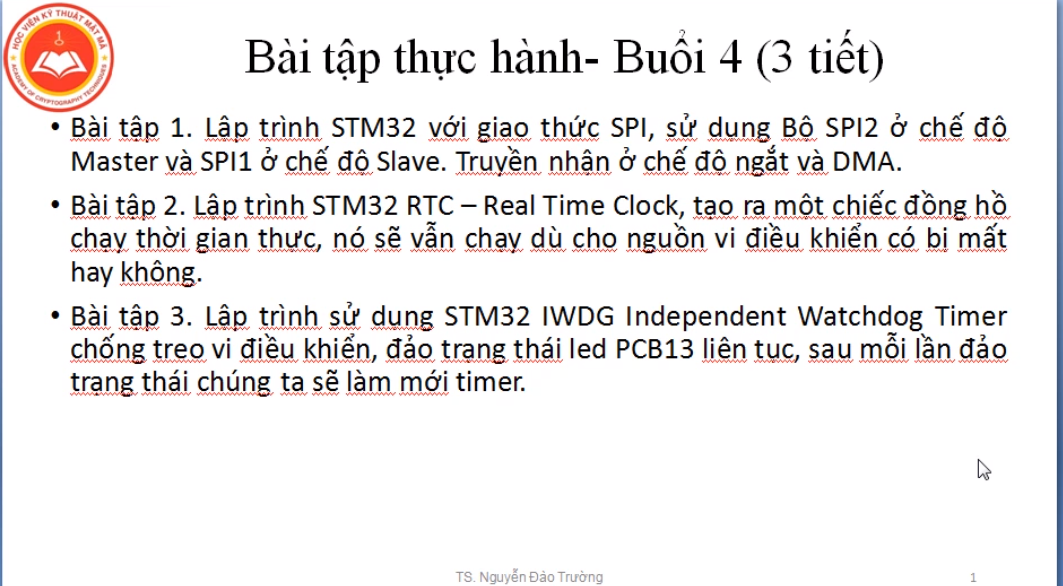 HỌC VIỆN KỸ THUẬT MẬT MÃ
ACADEMY OF CRYPTOGRAPHY TECHNIQUES
Bài tập thực hành- Buổi 4 (3 tiết)
• Bài tập 1. Lập trình STM32 với giao thức SPI, sử dụng Bộ SPI2 ở chế độ
Master và SPI1 ở chế độ Slave. Truyền nhận ở chế độ ngắt và DMA.
• Bài tập 2. Lập trình STM32 RTC – Real Time Clock, tạo ra một chiếc đồng hồ
chạy thời gian thực, nó sẽ vẫn chạy dù cho nguồn vi điều khiển có bị mất
hay không.
• Bài tập 3. Lập trình sử dụng STM32 IWDG Independent Watchdog Timer
chống treo vi điều khiển, đảo trạng thái led PCB13 liên tục, sau mỗi lần đảo
trạng thái chúng ta sẽ làm mới timer.
TS. Nguyễn Đào Trường
1